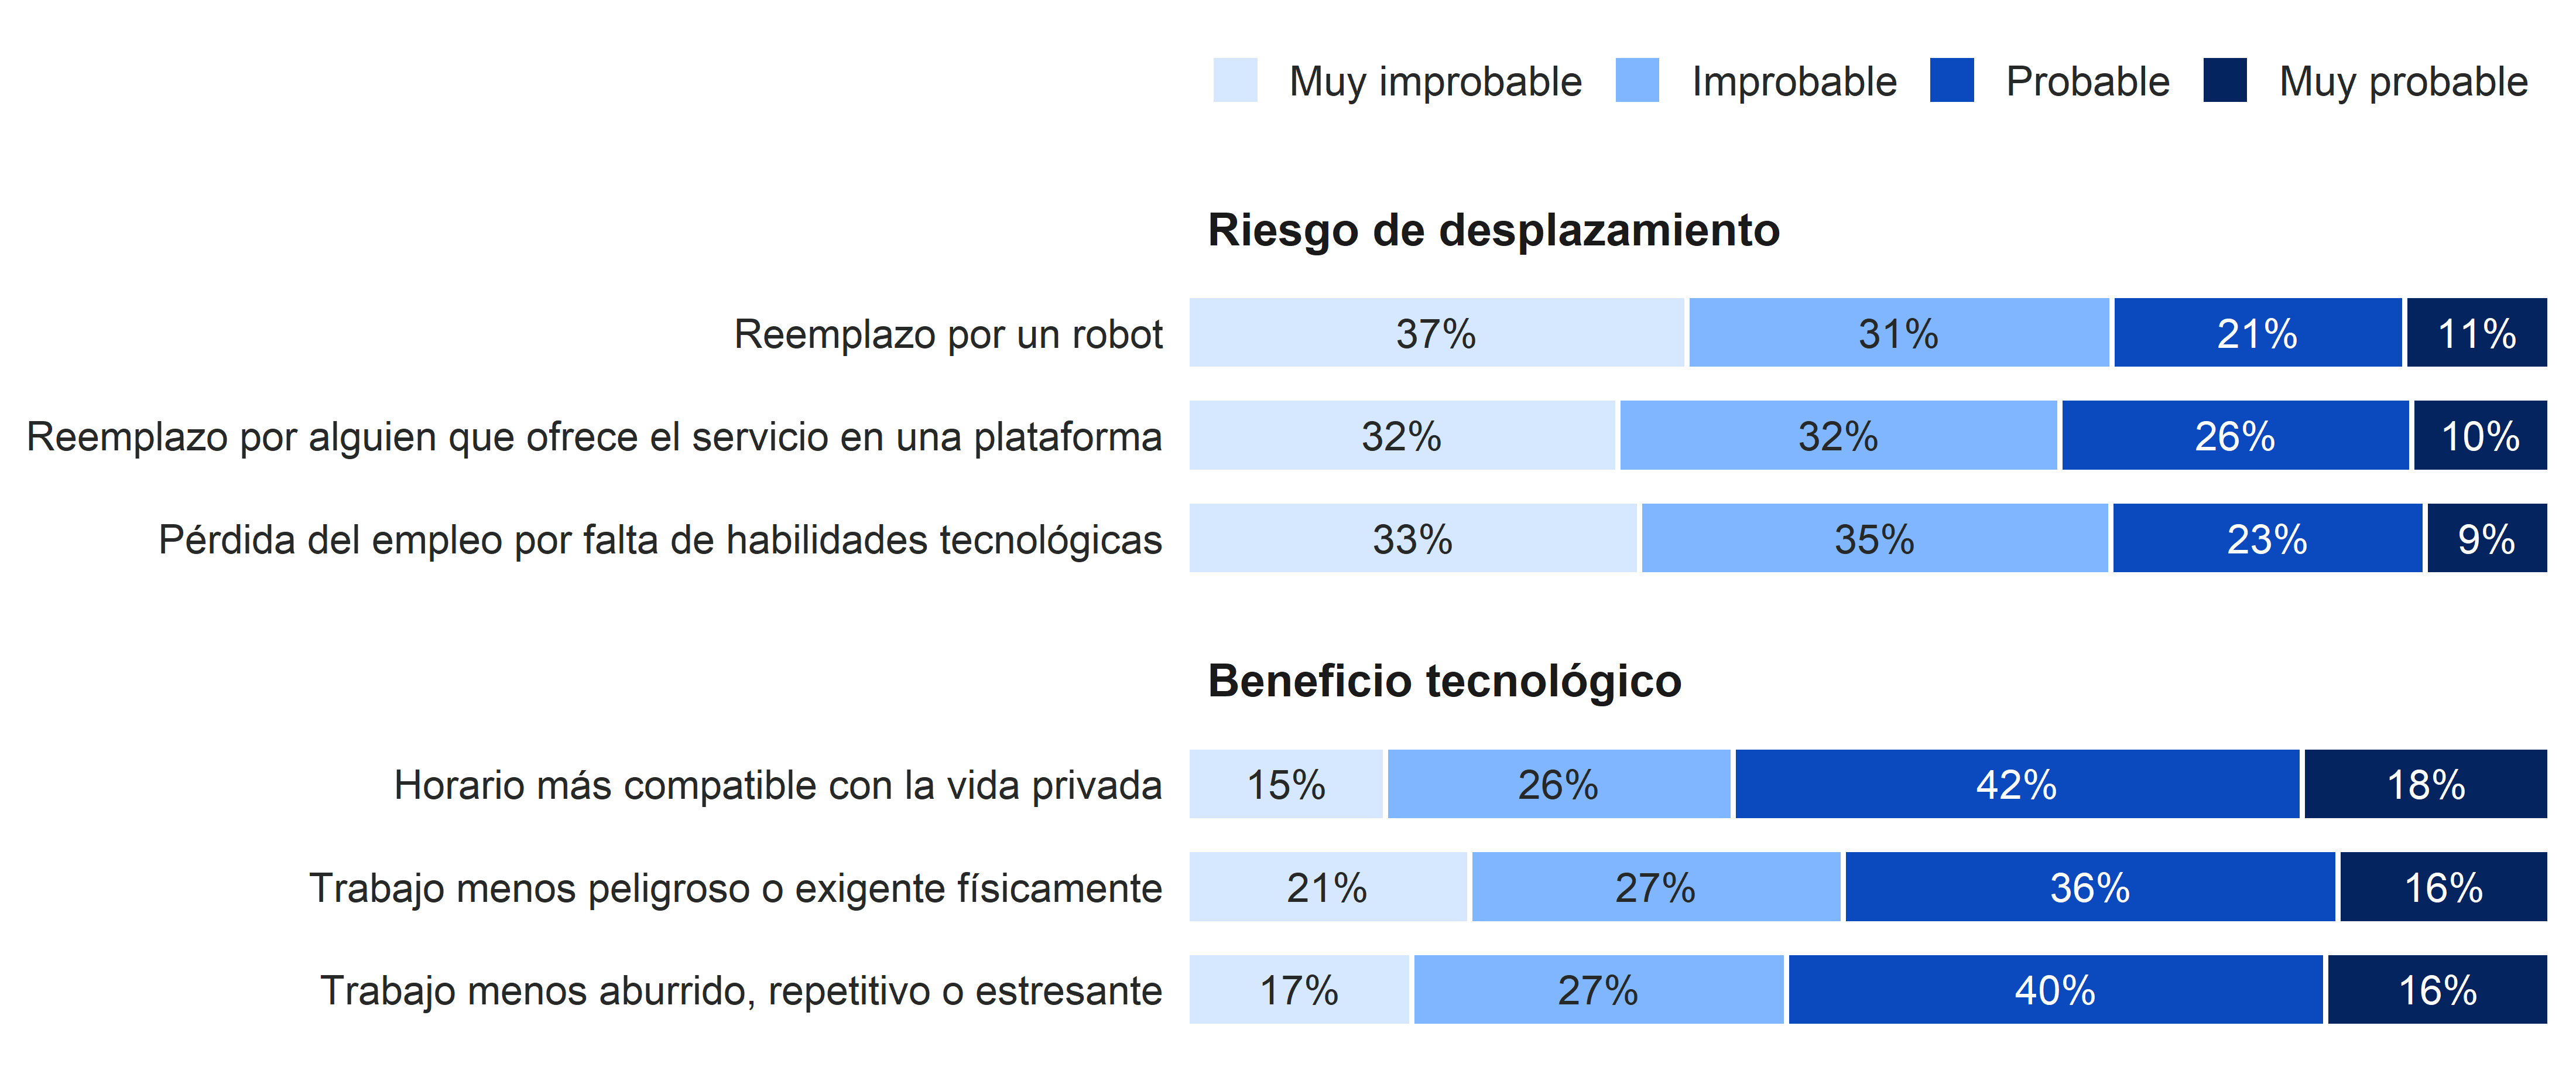 Muy improbable Improbable Probable Muy probable
Riesgo de desplazamiento
Reemplazo por un robot 37% 31% 21% 11%
Reemplazo por alguien que ofrece el servicio en una plataforma 32% 32% 26% 10%
Pérdida del empleo por falta de habilidades tecnológicas 33% 35% 23% 9%
Beneficio tecnológico
Horario más compatible con la vida privada 15% 26% 42% 18%
Trabajo menos peligroso o exigente físicamente 21% 27% 36% 16%
Trabajo menos aburrido, repetitivo o estresante 17% 27% 40% 16%